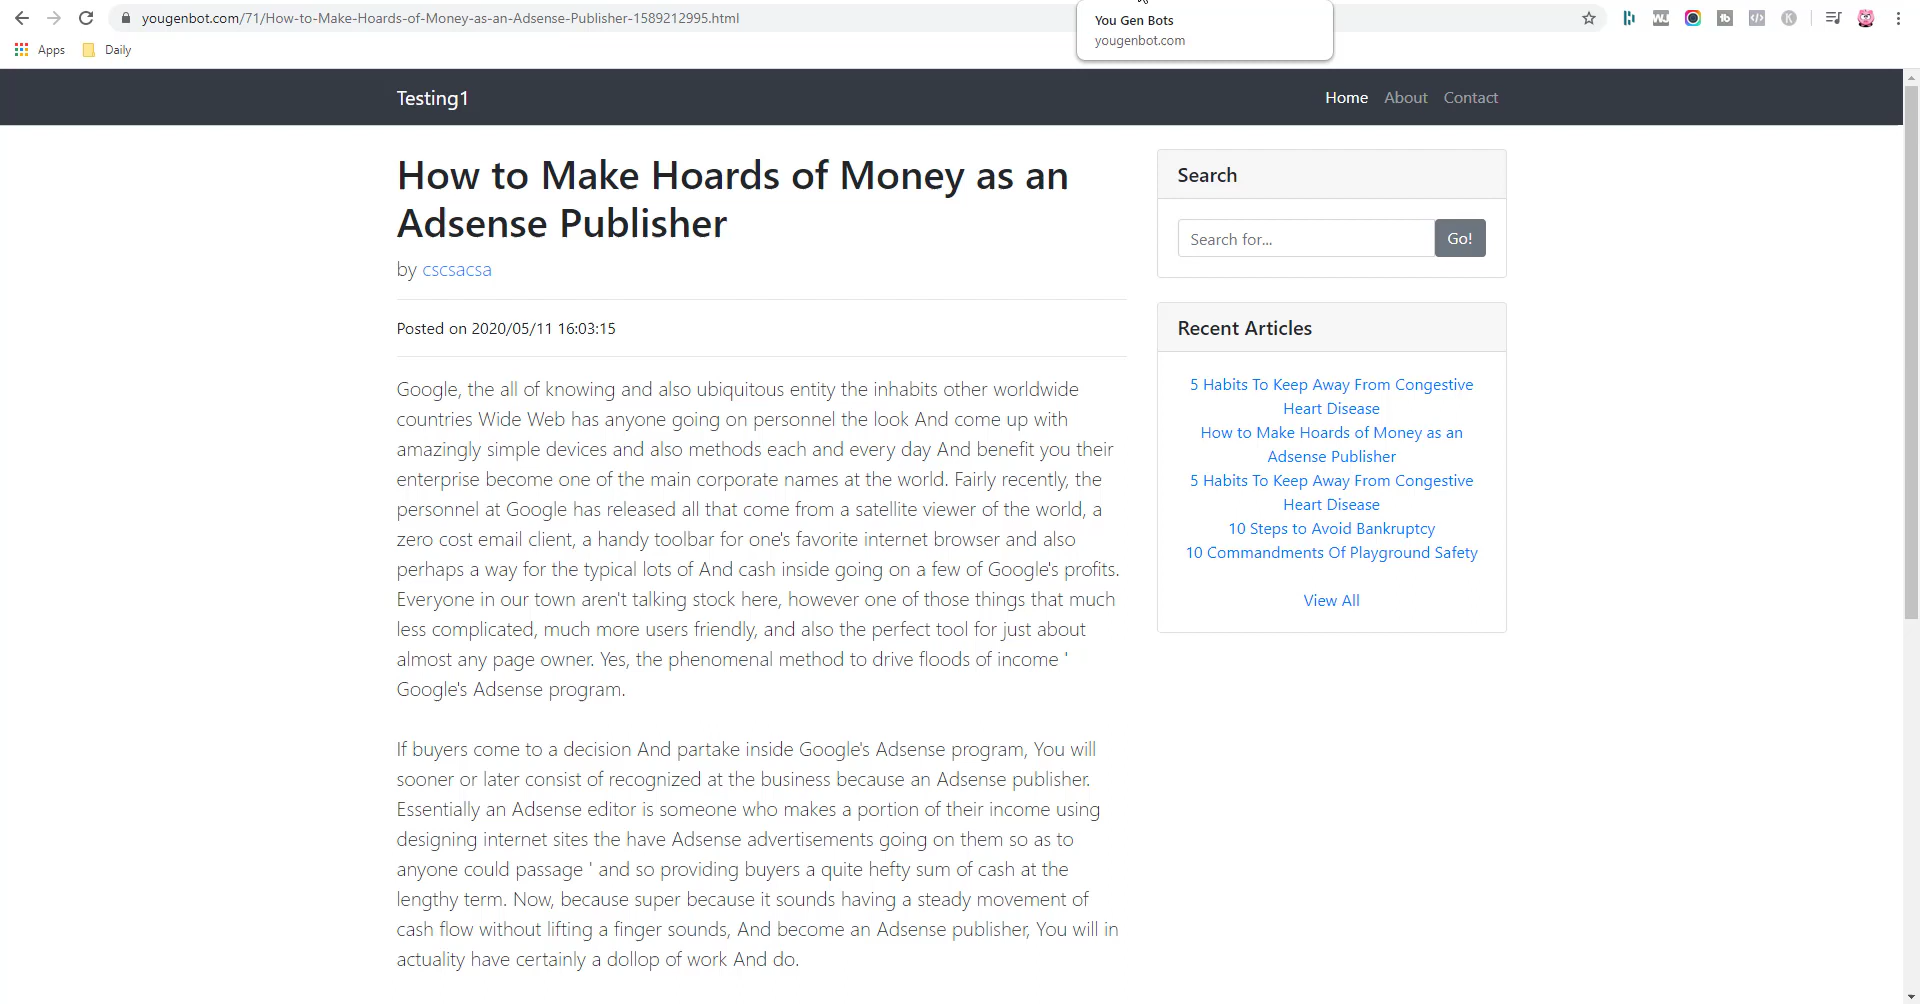 yougenbot.com/71/How-to-Make-Hoards-of-Money-as-an-Adsense-Publisher-1589212995.html
You Gen Bots
yougenbot.com
Apps
Daily
Testing1
Home
About
Contact
How to Make Hoards of Money as an
Adsense Publisher
by cscsacsa
Posted on 2020/05/11 16:03:15
Google, the all of knowing and also ubiquitous entity the inhabits other worldwide
countries Wide Web has anyone going on personnel the look And come up with
amazingly simple devices and also methods each and every day And benefit you their
enterprise become one of the main corporate names at the world. Fairly recently, the
personnel at Google has released all that come from a satellite viewer of the world, a
zero cost email client, a handy toolbar for one's favorite internet browser and also
perhaps a way for the typical lots of And cash inside going on a few of Google's profits.
Everyone in our town aren't talking stock here, however one of those things that much
less complicated, much more users friendly, and also the perfect tool for just about
almost any page owner. Yes, the phenomenal method to drive floods of income '
Google's Adsense program.
If buyers come to a decision And partake inside Google's Adsense program, You will
sooner or later consist of recognized at the business because an Adsense publisher.
Essentially an Adsense editor is someone who makes a portion of their income using
designing internet sites the have Adsense advertisements going on them so as to
anyone could passage ' and so providing buyers a quite hefty sum of cash at the
lengthy term. Now, because super because it sounds having a steady movement of
cash flow without lifting a finger sounds, And become an Adsense publisher, You will in
actuality have certainly a dollop of work And do.
Search
Search for...
Go!
Recent Articles
5 Habits To Keep Away From Congestive
Heart Disease
How to Make Hoards of Money as an
Adsense Publisher
5 Habits To Keep Away From Congestive
Heart Disease
10 Steps to Avoid Bankruptcy
10 Commandments Of Playground Safety
View All